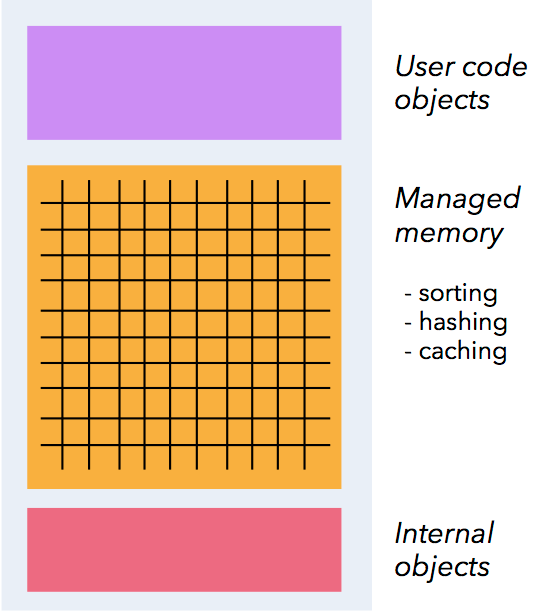 User code
objects
Managed
memory
- sorting
- hashing
- caching
Internal
objects